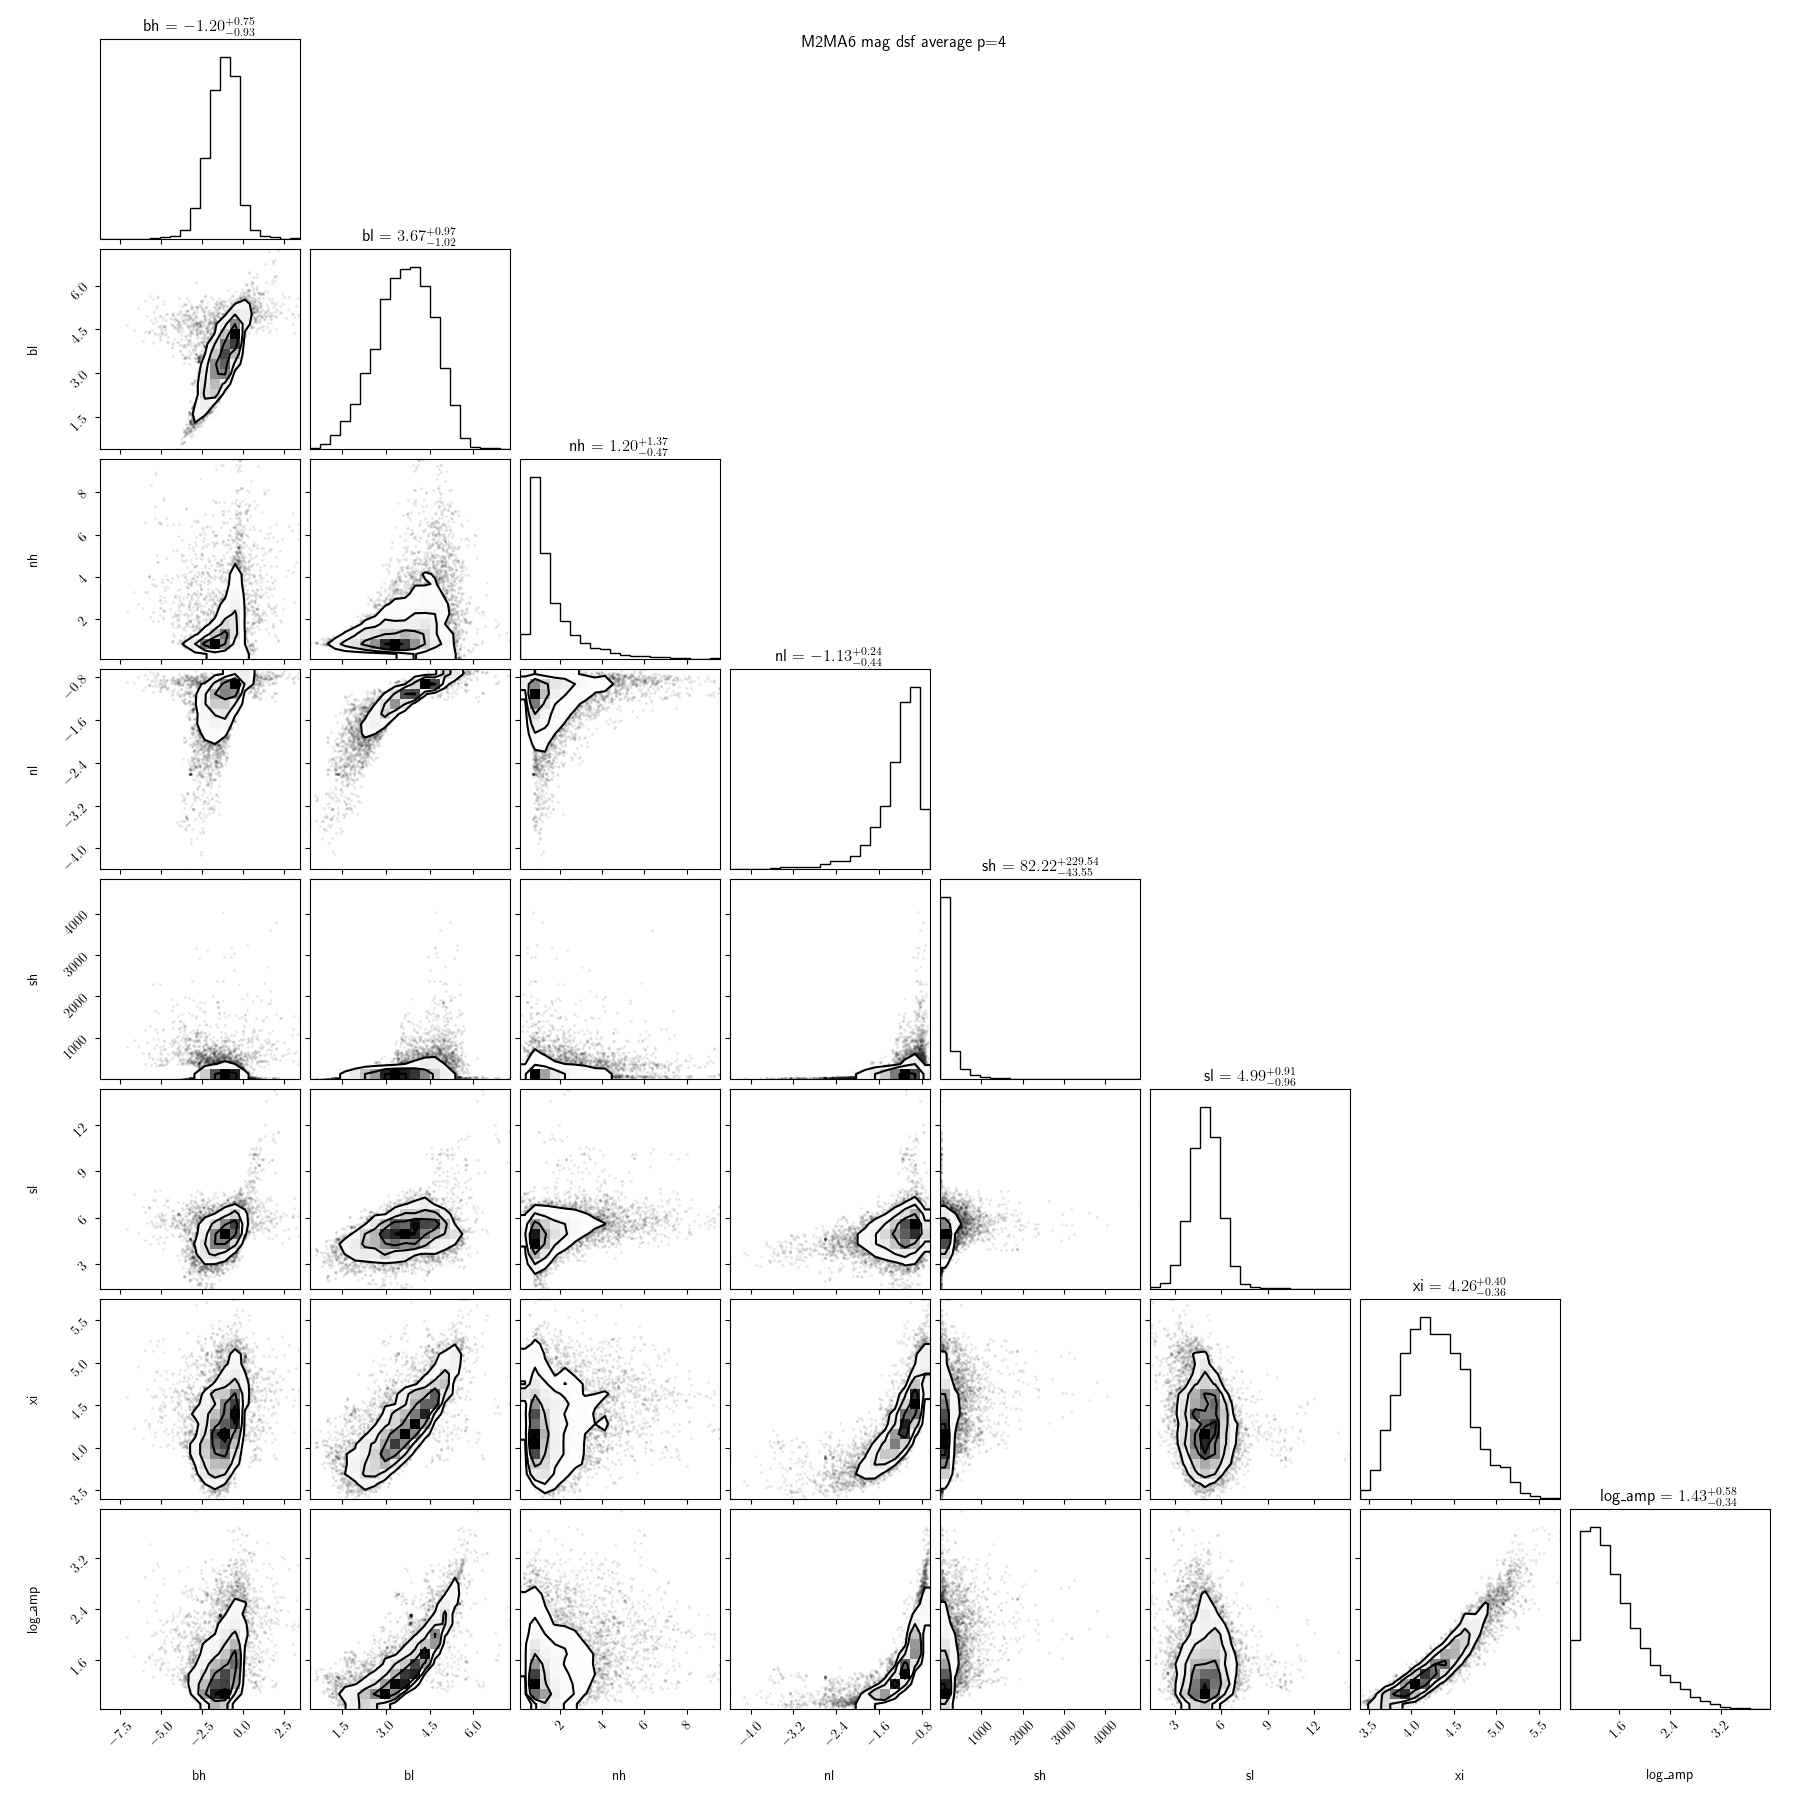 M2MA6 mag dsf average p=4
bh = −1.20+0.75 −0.93
bl = 3.67+0.97 −1.02
bl
6.0
4.5
3.0
1.5
nh = 1.20+1.37 −0.47
nh
8
6
4
2
nl = −1.13+0.24 −0.44
nl
−0.8
−1.6
−2.4
−3.2
−4.0
sh = 82.22+229.54 −43.55
sh
4000
3000
2000
1000
sl = 4.99+0.91 −0.96
sl
12
9
6
3
xi = 4.26+0.40 −0.36
xi
5.5
5.0
4.5
4.0
3.5
log_amp = 1.43+0.58 −0.34
log_amp
3.2
2.4
1.6
−7.5 −5.0 −2.5 0.0 2.5
1.5 3.0 4.5 6.0
2 4 6 8
−4.0 −3.2 −2.4 −1.6 −0.8
1000 2000 3000 4000
3 6 9 12
3.5 4.0 4.5 5.0 5.5
1.6 2.4 3.2
bh bl nh nl sh sl xi log_amp